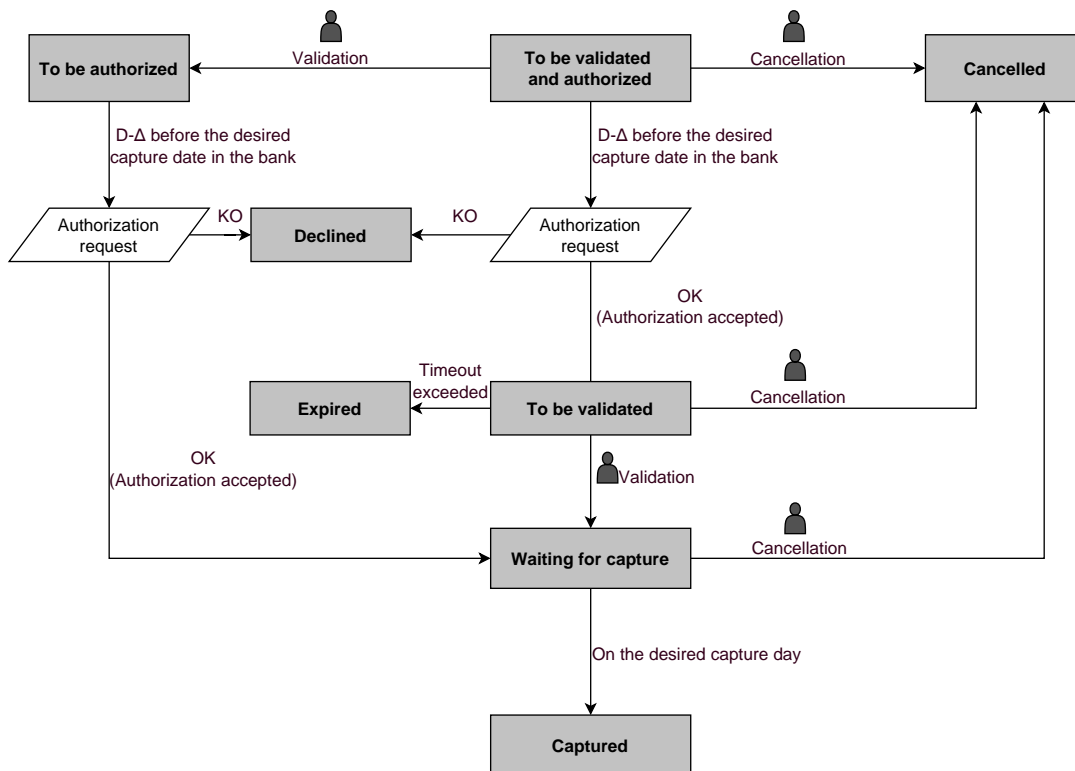 Validation
Cancellation
To be authorized
To be validated
and authorized
Cancelled
D-Δ before the desired
capture date in the bank
D-Δ before the desired
capture date in the bank
Authorization
request
KO
Declined
KO
Authorization
request
OK
(Authorization accepted)
Timeout
exceeded
Expired
To be validated
Cancellation
OK
(Authorization accepted)
Validation
Waiting for capture
Cancellation
On the desired capture day
Captured